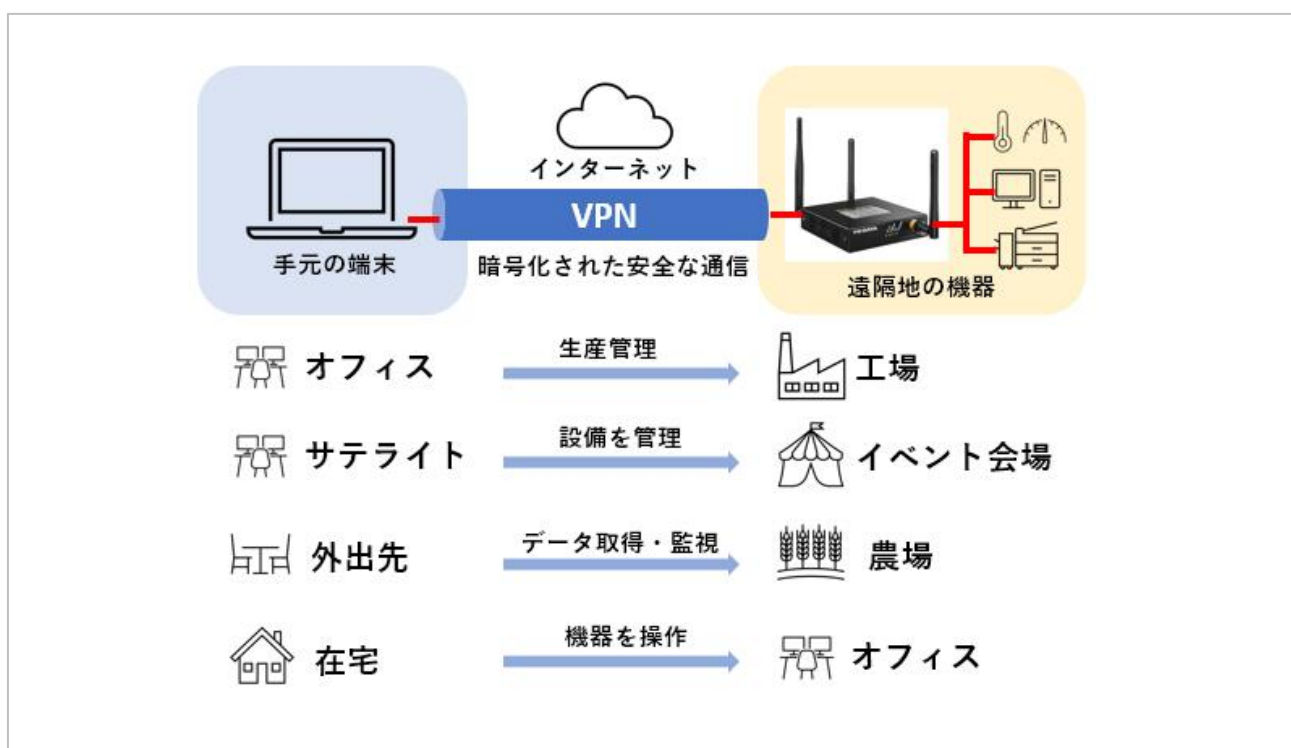 インターネット
VPN
手元の端末
暗号化された安全な通信
遠隔地の機器
オフィス
生産管理
工場
サテライト
設備を管理
イベント会場
外出先
データ取得・監視
農場
在宅
機器を操作
オフィス